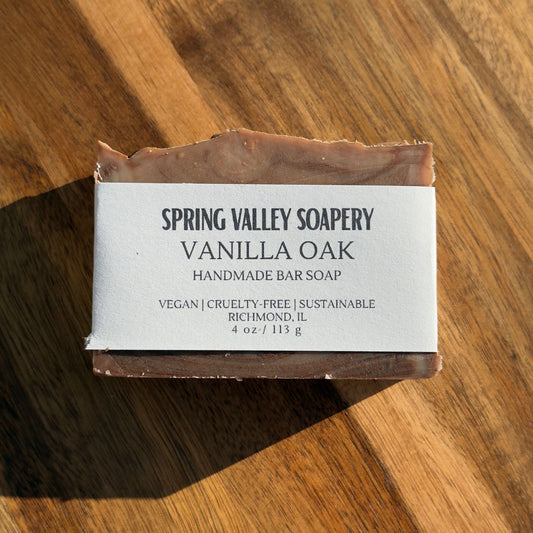 SPRING VALLEY SOAPERY
VANILLA OAK
HANDMADE BAR SOAP
VEGAN | CRUELTY-FREE | SUSTAINABLE
RICHMOND, IL
4 oz / 113 g